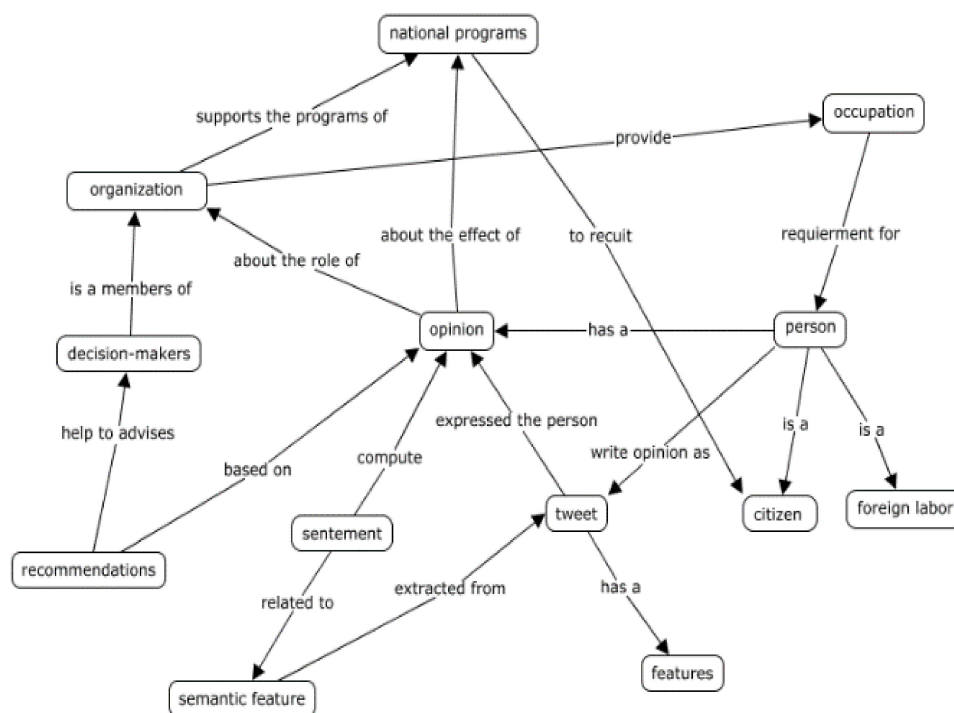 national programs
occupation
supports the programs of
provide
organization
requierment for
about the effect of
to recuit
about the role of
is a members of
opinion
has a
person
decision-makers
expressed the person
is a
is a
help to advises
write opinion as
compute
based on
tweet
citizen
foreign labor
sentement
recommendations
extracted from
has a
related to
features
semantic feature